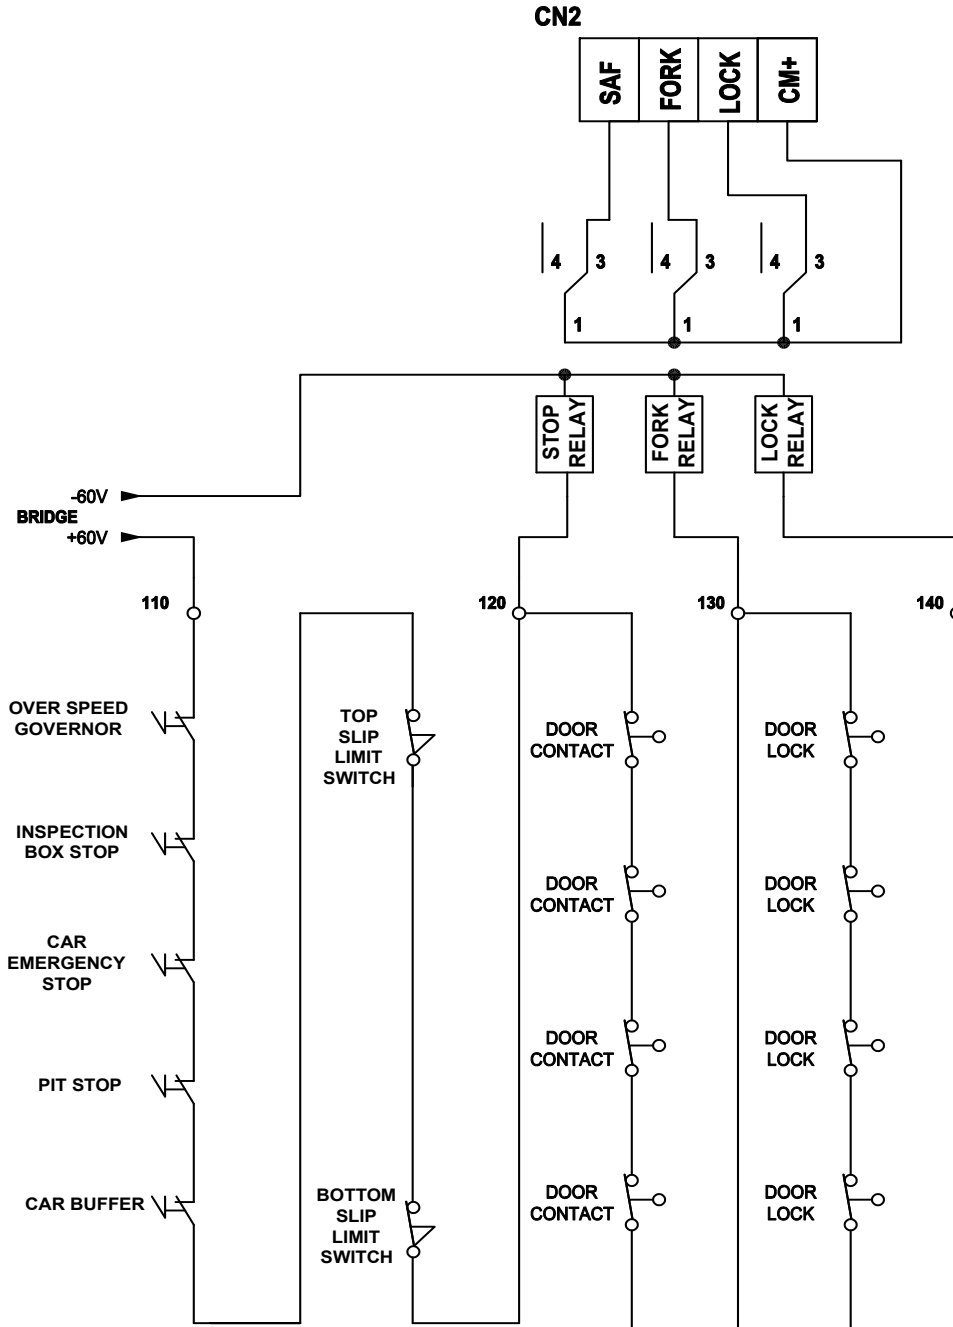 CN2
SAF
FORK
LOCK
CM+
4
3
4
3
4
3
1
1
1
STOP
RELAY
FORK
RELAY
LOCK
RELAY
-60V
BRIDGE
+60V
110
120
130
140
OVER SPEED
GOVERNOR
INSPECTION
BOX STOP
CAR
EMERGENCY
STOP
PIT STOP
CAR BUFFER
TOP
SLIP
LIMIT
SWITCH
BOTTOM
SLIP
LIMIT
SWITCH
DOOR
CONTACT
DOOR
CONTACT
DOOR
CONTACT
DOOR
CONTACT
DOOR
LOCK
DOOR
LOCK
DOOR
LOCK
DOOR
LOCK